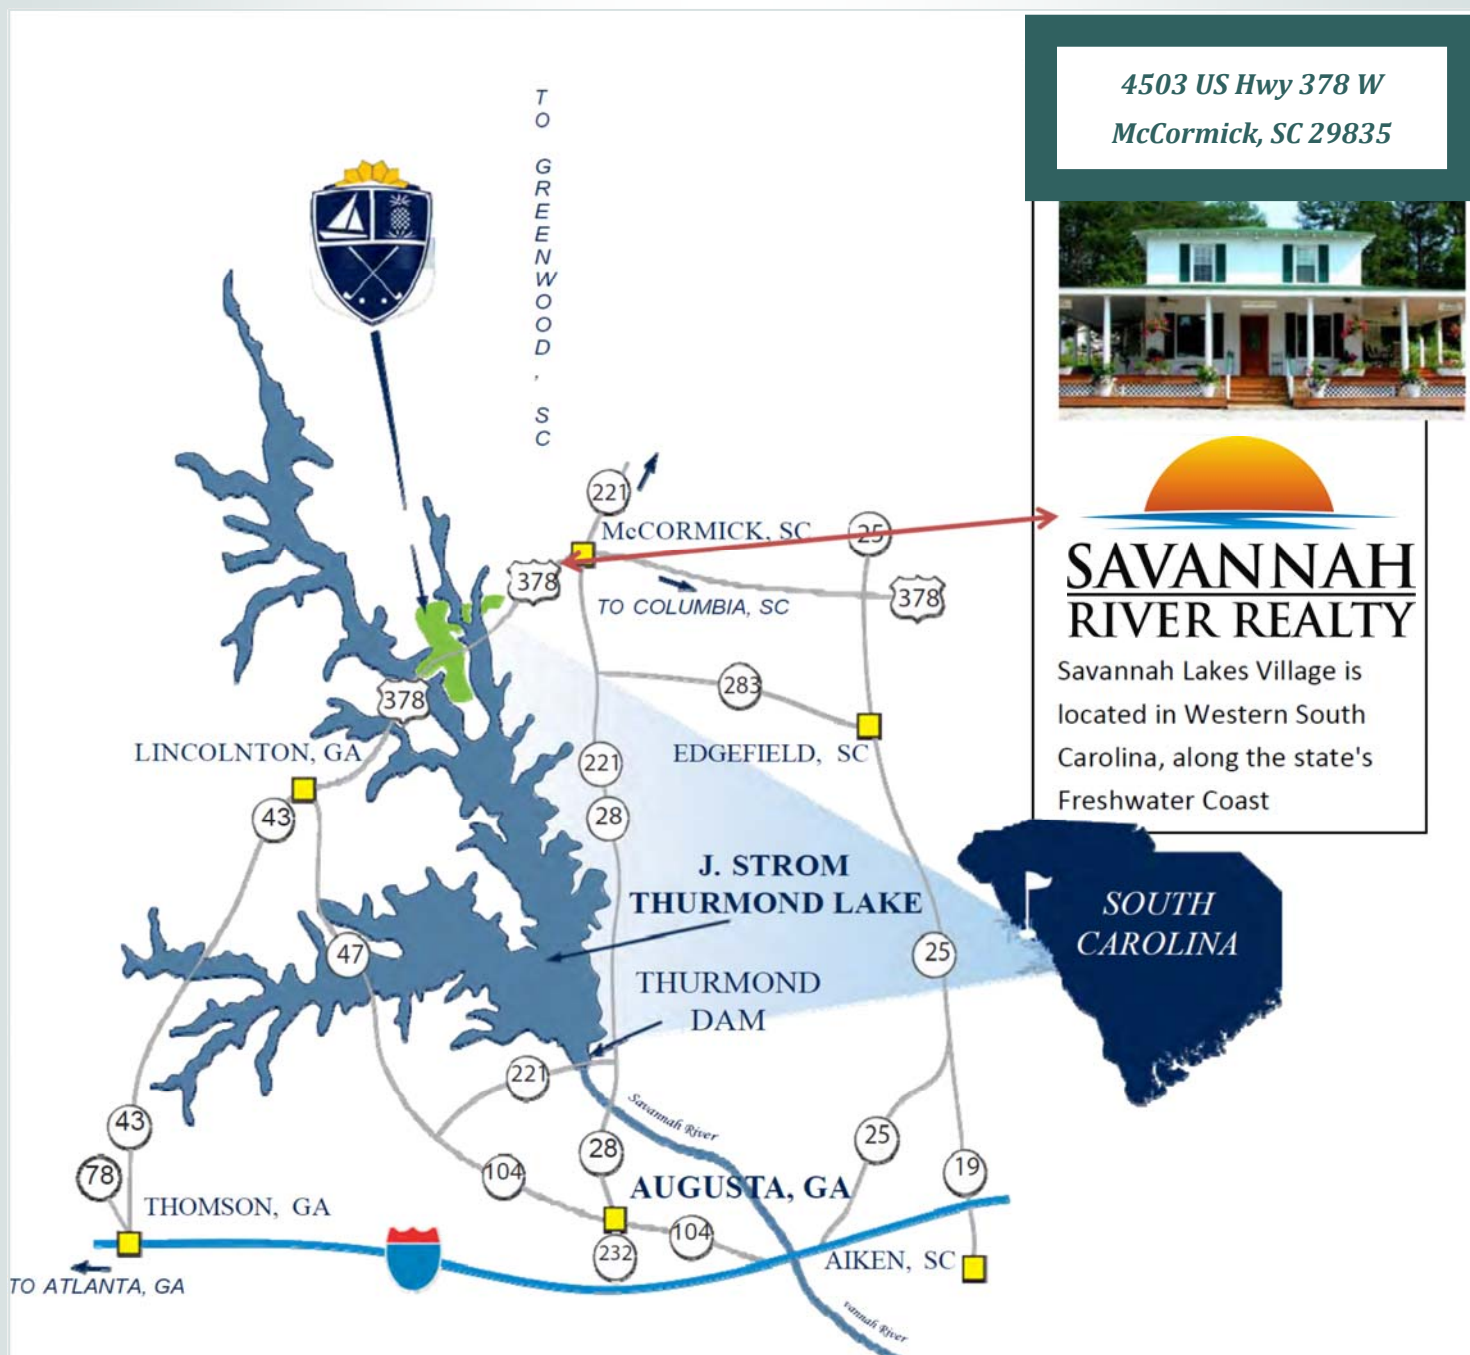 4503 US Hwy 378 W
McCormick, SC 29835
TO GREENWOOD, SC
221
McCORMICK, SC
25
378
TO COLUMBIA, SC
378
SAVANNAH
RIVER REALTY
Savannah Lakes Village is
located in Western South
Carolina, along the state's
Freshwater Coast
283
378
LINCOLNTON, GA
EDGEFIELD, SC
221
43
28
J. STROM
THURMOND LAKE
SOUTH
CAROLINA
47
25
THURMOND
DAM
221
Savannah River
43
28
25
78
104
19
THOMSON, GA
AUGUSTA, GA
104
232
AIKEN, SC
TO ATLANTA, GA
vannah River